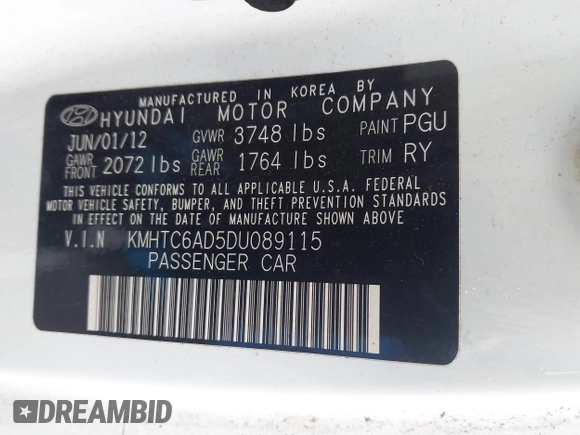 MANUFACTURED IN KOREA BY
HYUNDAI MOTOR COMPANY
JUN/01/12 GVWR 3748 lbs PAINT PGU
GAWR FRONT 2072 lbs GAWR REAR 1764 lbs TRIM RY
THIS VEHICLE CONFORMS TO ALL APPLICABLE U.S.A. FEDERAL
MOTOR VEHICLE SAFETY, BUMPER, AND THEFT PREVENTION STANDARDS
IN EFFECT ON THE DATE OF MANUFACTURE SHOWN ABOVE.
V.I.N KMHTC6AD5DU089115
PASSENGER CAR
DREAMBID